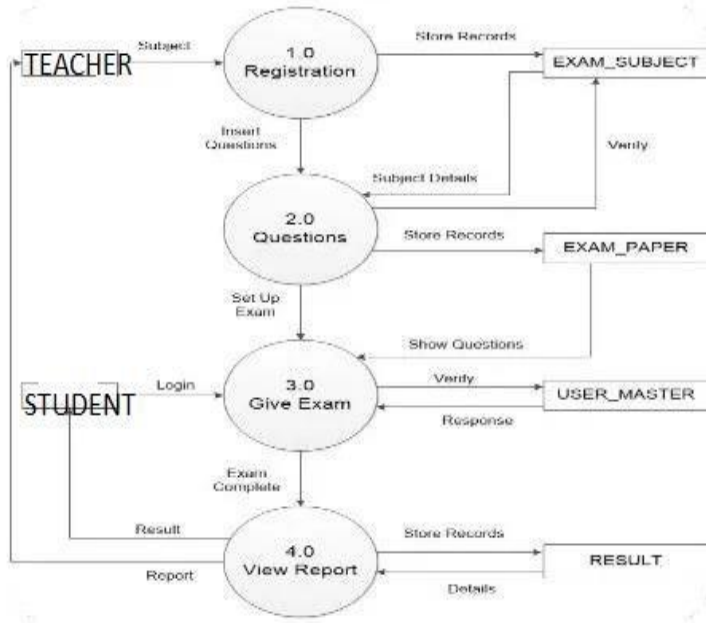 Subject
1.0
Registration
Store Records
TEACHER
EXAM_SUBJECT
Insert
Questions
Verify
Subject Details
2.0
Questions
Store Records
EXAM_PAPER
Set Up
Exam
Show Questions
Login
3.0
Give Exam
Verify
STUDENT
USER_MASTER
Response
Exam
Complete
Result
4.0
View Report
Store Records
RESULT
Report
Details